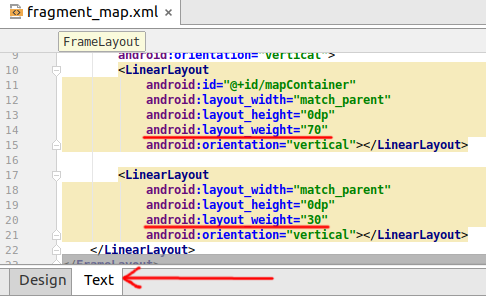 fragment_map.xml ×
FrameLayout
9 android:orientation="vertical">
10 <LinearLayout
11 android:id="@+id/mapContainer"
12 android:layout_width="match_parent"
13 android:layout_height="0dp"
14 android:layout_weight="70"
15 android:orientation="vertical"></LinearLayout>
16
17 <LinearLayout
18 android:layout_width="match_parent"
19 android:layout_height="0dp"
20 android:layout_weight="30"
21 android:orientation="vertical"></LinearLayout>
22 </LinearLayout>
23 </FrameLayout>
Design Text